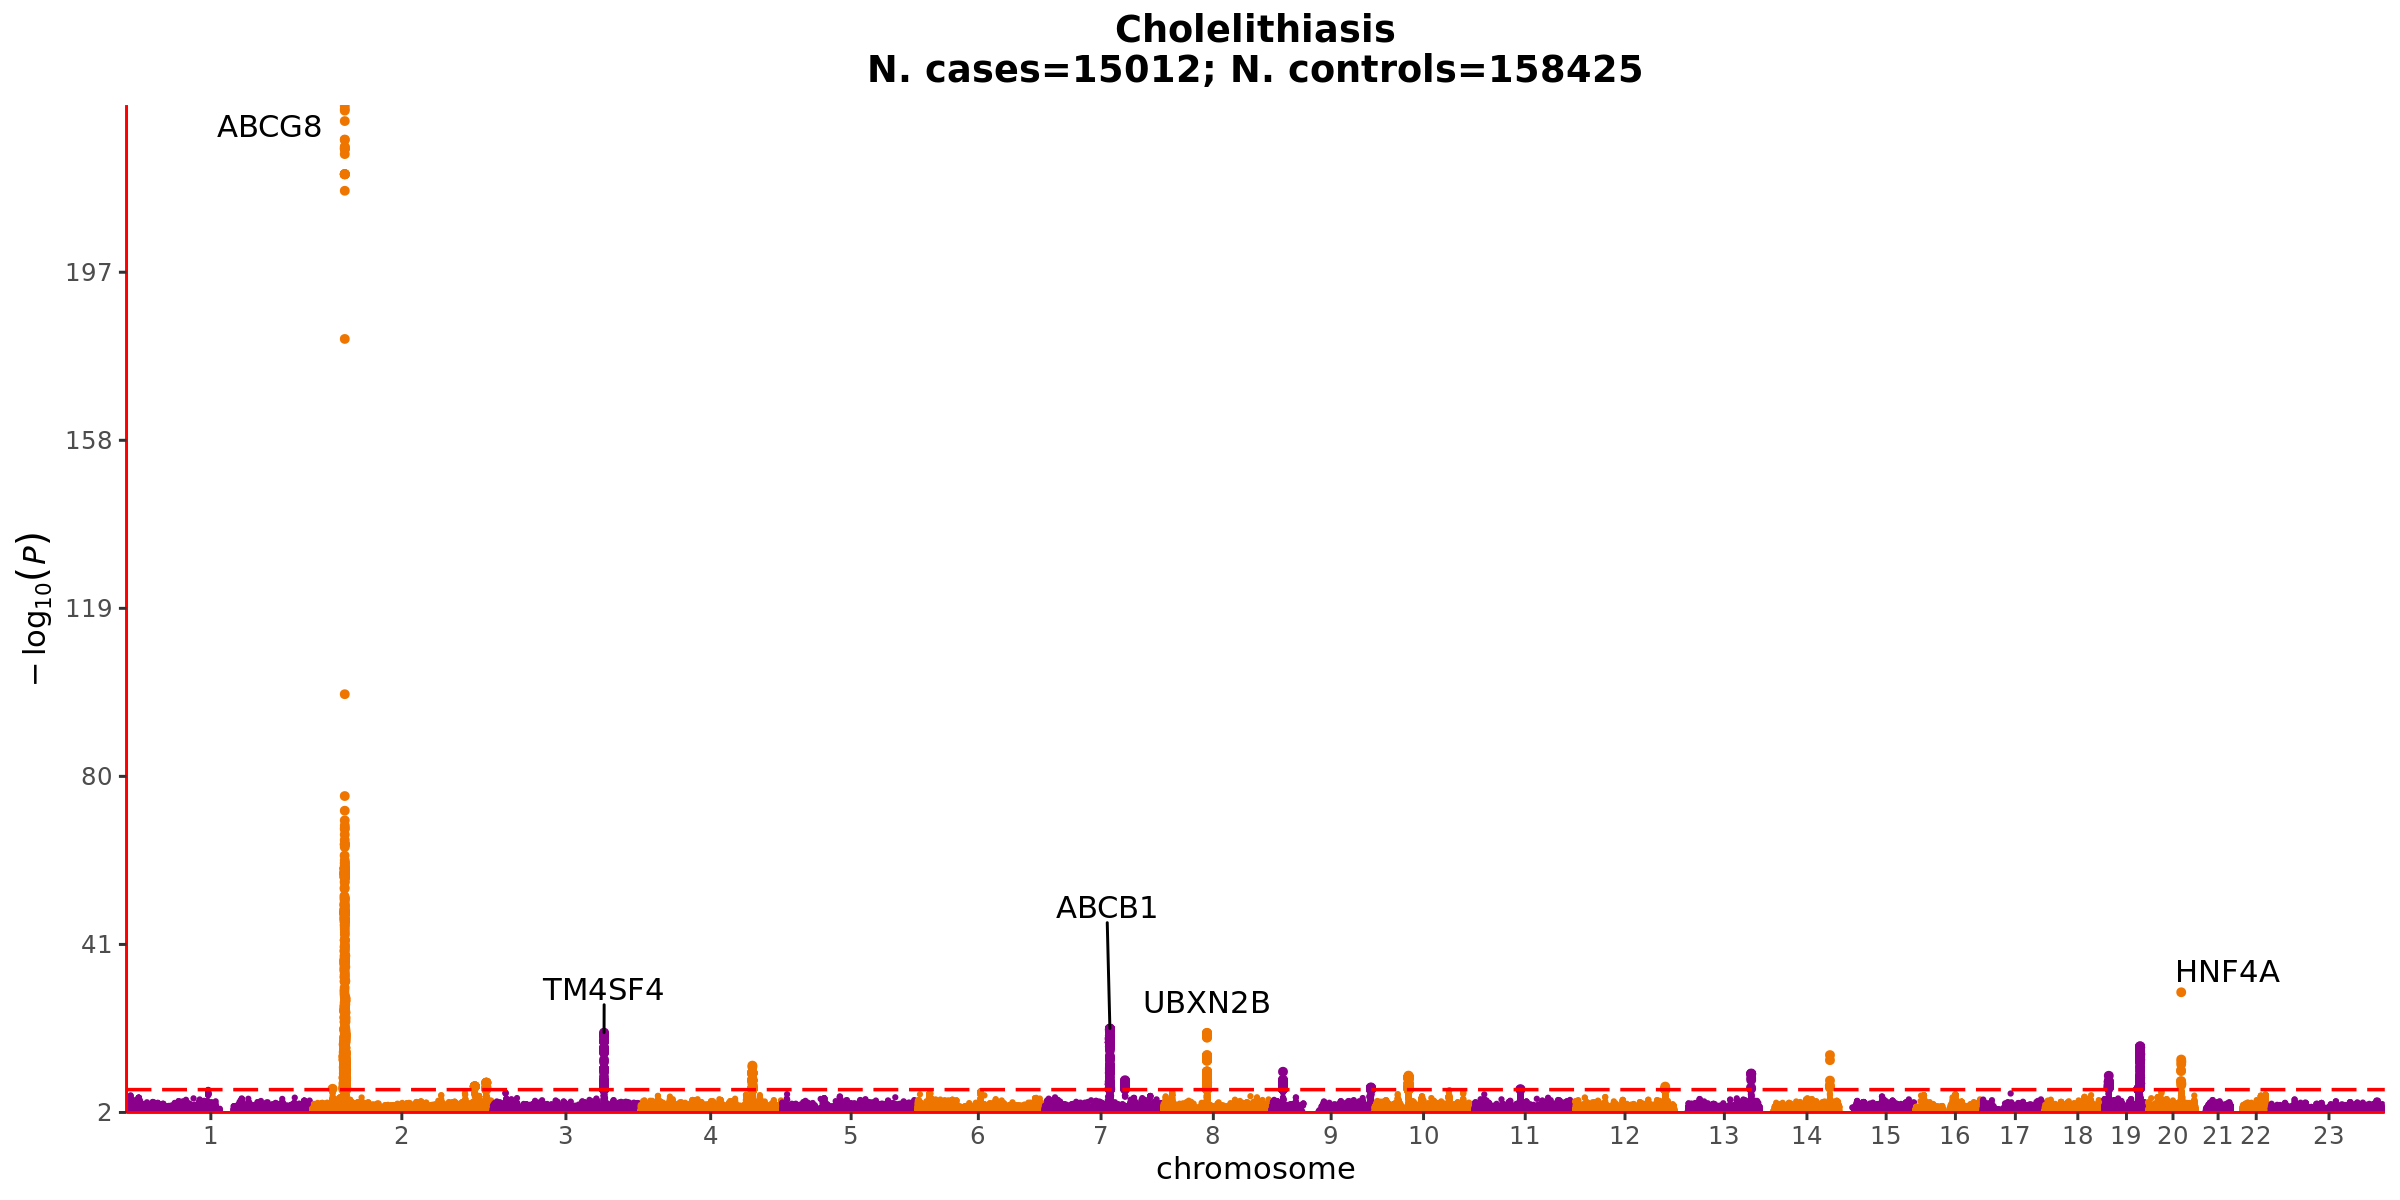 Cholelithiasis
N. cases=15012; N. controls=158425
ABCG8
197
158
119
80
41
2
−log10(P)
TM4SF4
ABCB1
UBXN2B
HNF4A
1 2 3 4 5 6 7 8 9 10 11 12 13 14 15 16 17 18 19 20 21 22 23
chromosome